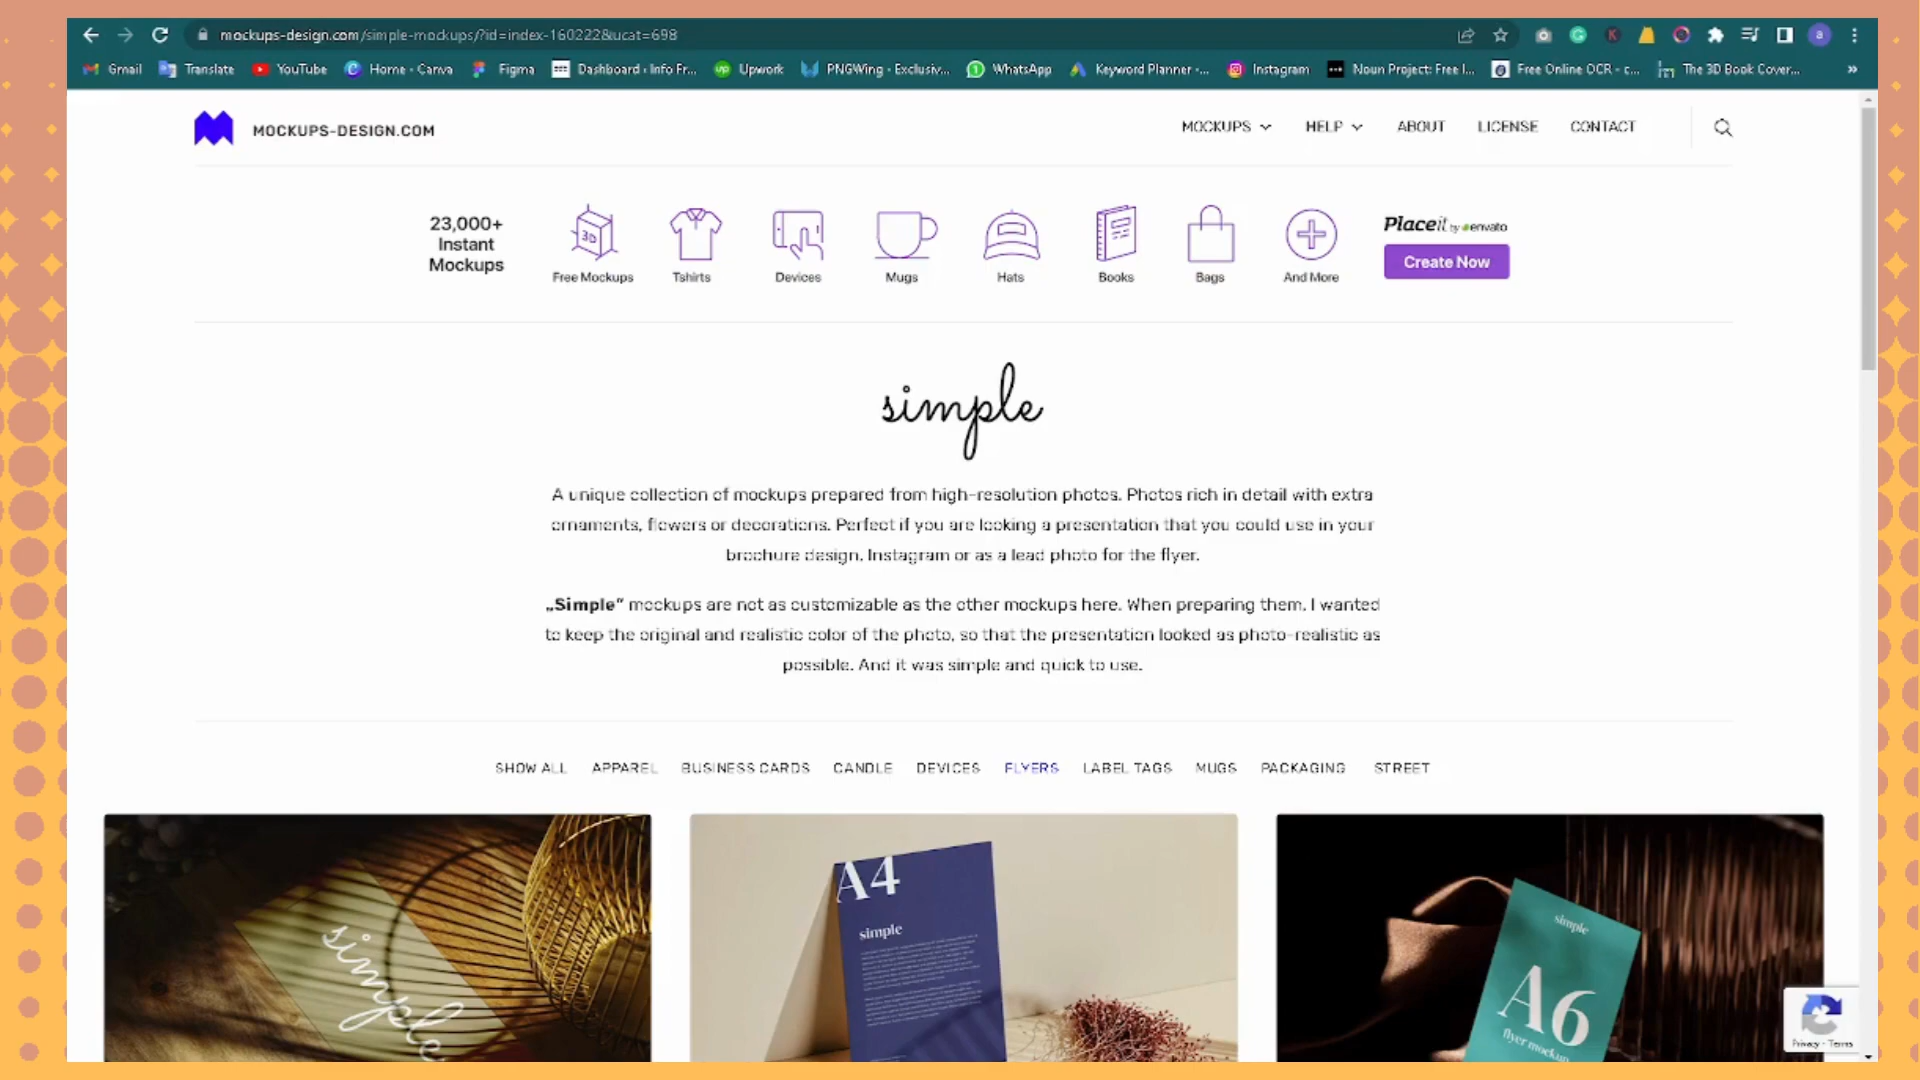 mockups-design.com/simple-mockups/?id=index-160222&ucat=698
a
Gmail Translate YouTube Home - Canva Figma Dashboard - Info Fr... Upwork PNGWing - Exclusiv... WhatsApp Keyword Planner -... Instagram Noun Project: Free I... Free Online OCR - c... The 3D Book Cover... »
MOCKUPS-DESIGN.COM
MOCKUPS HELP ABOUT LICENSE CONTACT
23,000+
Instant
Mockups
3D
Free Mockups Tshirts Devices Mugs Hats Books Bags And More
Placeit by envato
Create Now
simple
A unique collection of mockups prepared from high-resolution photos. Photos rich in detail with extra
ornaments, flowers or decorations. Perfect if you are looking a presentation that you could use in your
brochure design, Instagram or as a lead photo for the flyer.
„Simple” mockups are not as customizable as the other mockups here. When preparing them, I wanted
to keep the original and realistic color of the photo, so that the presentation looked as photo-realistic as
possible. And it was simple and quick to use.
SHOW ALL APPAREL BUSINESS CARDS CANDLE DEVICES FLYERS LABEL TAGS MUGS PACKAGING STREET
simple
A4
simple
simple
A6
flyer mockup
Privacy - Terms